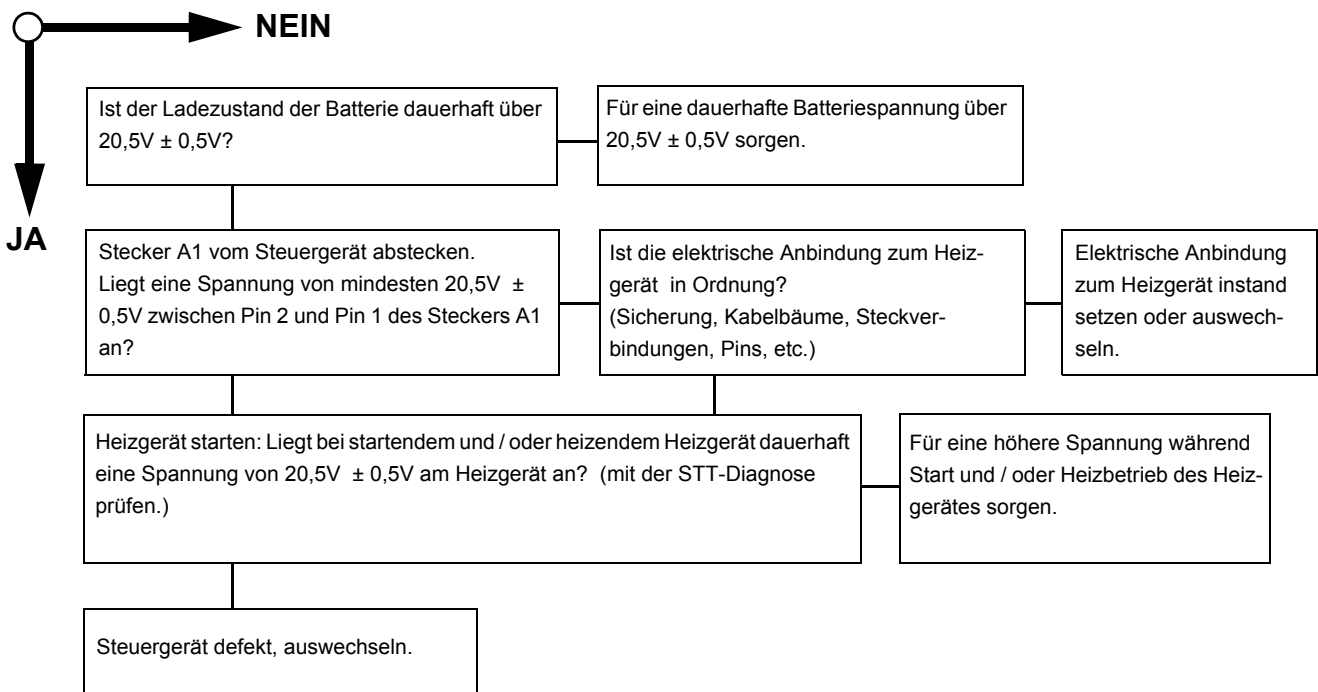 NEIN
Ist der Ladezustand der Batterie dauerhaft über
20,5V ± 0,5V?
Für eine dauerhafte Batteriespannung über
20,5V ± 0,5V sorgen.
JA
Stecker A1 vom Steuergerät abstecken.
Liegt eine Spannung von mindesten 20,5V ±
0,5V zwischen Pin 2 und Pin 1 des Steckers A1
an?
Ist die elektrische Anbindung zum Heiz-
gerät in Ordnung?
(Sicherung, Kabelbäume, Steckver-
bindungen, Pins, etc.)
Elektrische Anbindung
zum Heizgerät instand
setzen oder auswech-
seln.
Heizgerät starten: Liegt bei startendem und / oder heizendem Heizgerät dauerhaft
eine Spannung von 20,5V ± 0,5V am Heizgerät an? (mit der STT-Diagnose
prüfen.)
Für eine höhere Spannung während
Start und / oder Heizbetrieb des Heiz-
gerätes sorgen.
Steuergerät defekt, auswechseln.